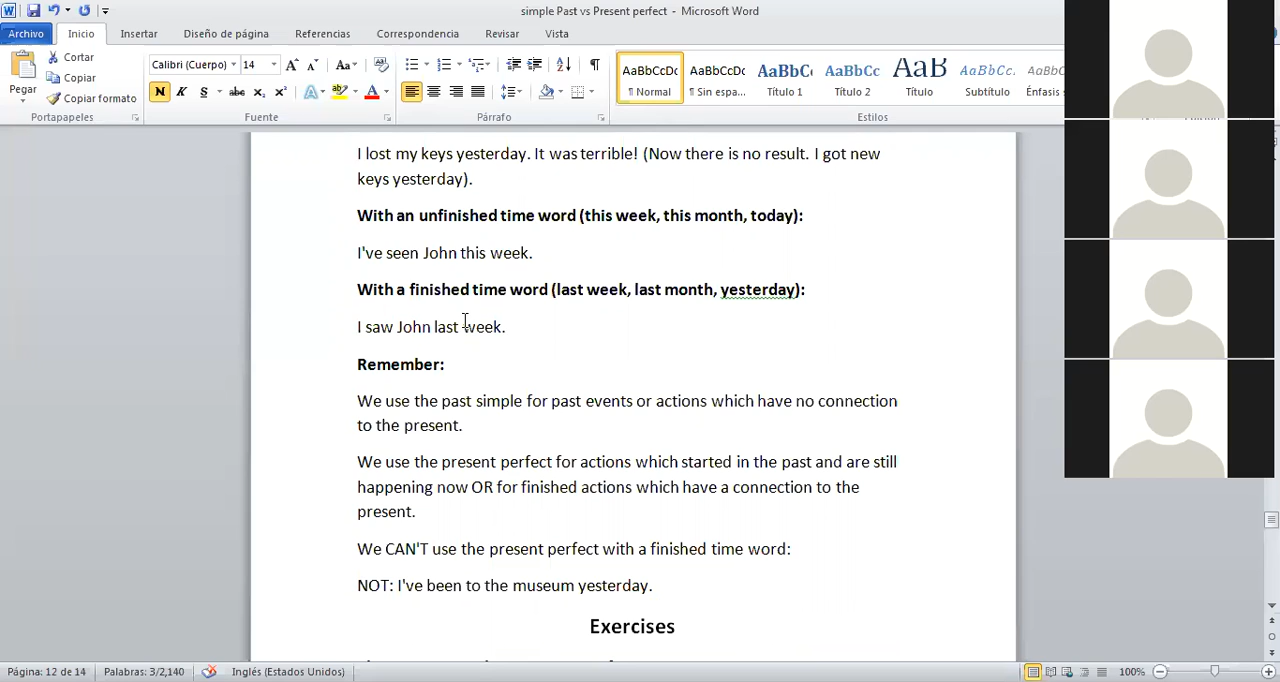 simple Past vs Present perfect - Microsoft Word
Archivo Inicio Insertar Diseño de página Referencias Correspondencia Revisar Vista
Pegar
Cortar
Copiar
Copiar formato
Portapapeles
Calibri (Cuerpo) 14
Fuente
Párrafo
AaBbCcDc AaBbCcDc AaBbC AaBbCc AaB AaBbCc.
¶ Normal ¶ Sin espa... Título 1 Título 2 Título Subtítulo Énfasis
Estilos
I lost my keys yesterday. It was terrible! (Now there is no result. I got new
keys yesterday).
With an unfinished time word (this week, this month, today):
I've seen John this week.
With a finished time word (last week, last month, yesterday):
I saw John last week.
Remember:
We use the past simple for past events or actions which have no connection
to the present.
We use the present perfect for actions which started in the past and are still
happening now OR for finished actions which have a connection to the
present.
We CAN'T use the present perfect with a finished time word:
NOT: I've been to the museum yesterday.
Exercises
Página: 12 de 14 Palabras: 3/2,140 Inglés (Estados Unidos) 100%